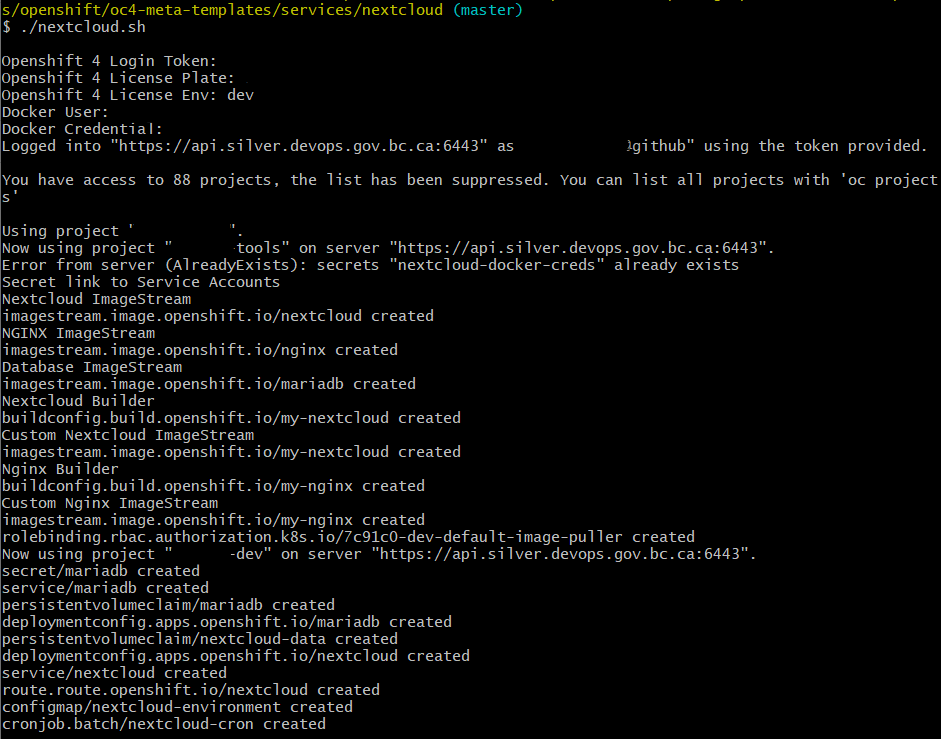 s/openshift/oc4-meta-templates/services/nextcloud (master)
$ ./nextcloud.sh
Openshift 4 Login Token:
Openshift 4 License Plate:
Openshift 4 License Env: dev
Docker User:
Docker Credential:
Logged into "https://api.silver.devops.gov.bc.ca:6443" as github" using the token provided.
You have access to 88 projects, the list has been suppressed. You can list all projects with 'oc project
s'
Using project ' '.
Now using project " -tools" on server "https://api.silver.devops.gov.bc.ca:6443".
Error from server (AlreadyExists): secrets "nextcloud-docker-creds" already exists
Secret link to Service Accounts
Nextcloud ImageStream
imagestream.image.openshift.io/nextcloud created
NGINX ImageStream
imagestream.image.openshift.io/nginx created
Database ImageStream
imagestream.image.openshift.io/mariadb created
Nextcloud Builder
buildconfig.build.openshift.io/my-nextcloud created
Custom Nextcloud ImageStream
imagestream.image.openshift.io/my-nextcloud created
Nginx Builder
buildconfig.build.openshift.io/my-nginx created
Custom Nginx ImageStream
imagestream.image.openshift.io/my-nginx created
rolebinding.rbac.authorization.k8s.io/7c91c0-dev-default-image-puller created
Now using project " -dev" on server "https://api.silver.devops.gov.bc.ca:6443".
secret/mariadb created
service/mariadb created
persistentvolumeclaim/mariadb created
deploymentconfig.apps.openshift.io/mariadb created
persistentvolumeclaim/nextcloud-data created
deploymentconfig.apps.openshift.io/nextcloud created
service/nextcloud created
route.route.openshift.io/nextcloud created
configmap/nextcloud-environment created
cronjob.batch/nextcloud-cron created